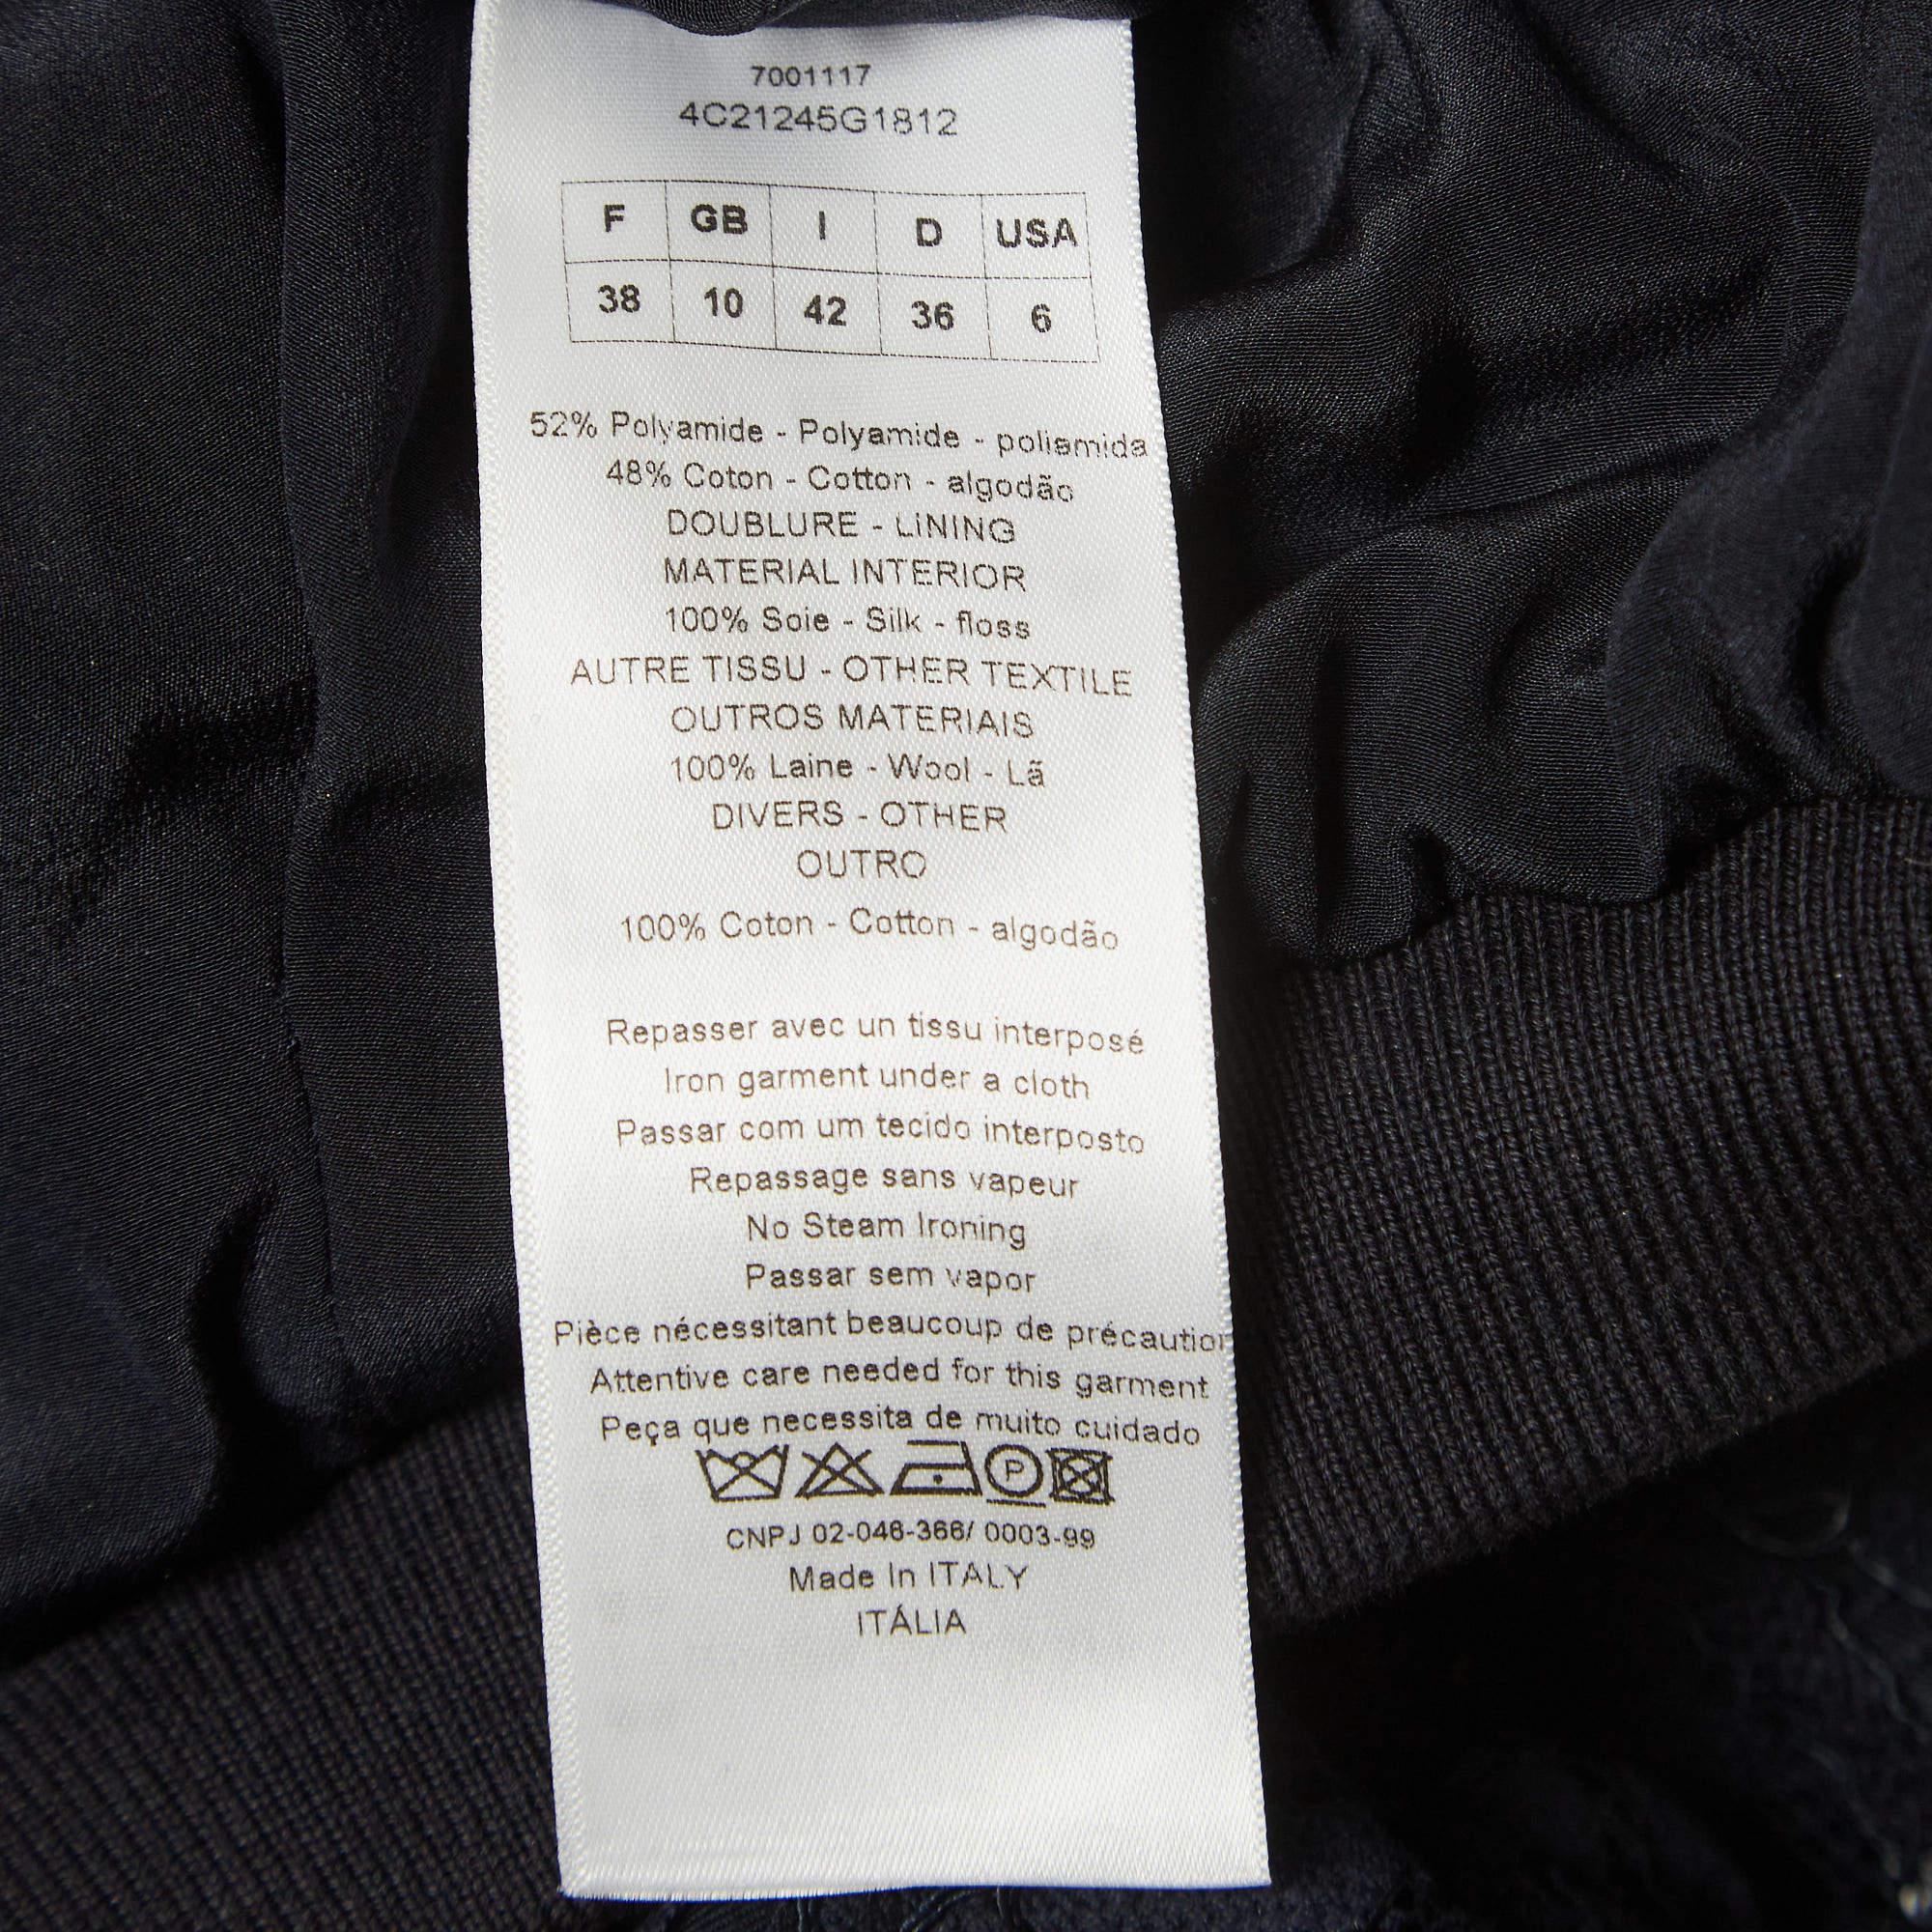 7001117
4C21245G1812
F GB I D USA
38 10 42 36 6
52% Polyamide - Polyamide - poliamida
48% Coton - Cotton - algodão
DOUBLURE - LINING
MATERIAL INTERIOR
100% Soie - Silk - floss
AUTRE TISSU - OTHER TEXTILE
OUTROS MATERIAIS
100% Laine - Wool - Lã
DIVERS - OTHER
OUTRO
100% Coton - Cotton - algodão
Repasser avec un tissu interposé
Iron garment under a cloth
Passar com um tecido interposto
Repassage sans vapeur
No Steam Ironing
Passar sem vapor
Pièce nécessitant beaucoup de précaution
Attentive care needed for this garment
Peça que necessita de muito cuidado
P
CNPJ 02-046-366/ 0003-99
Made In ITALY
ITÁLIA